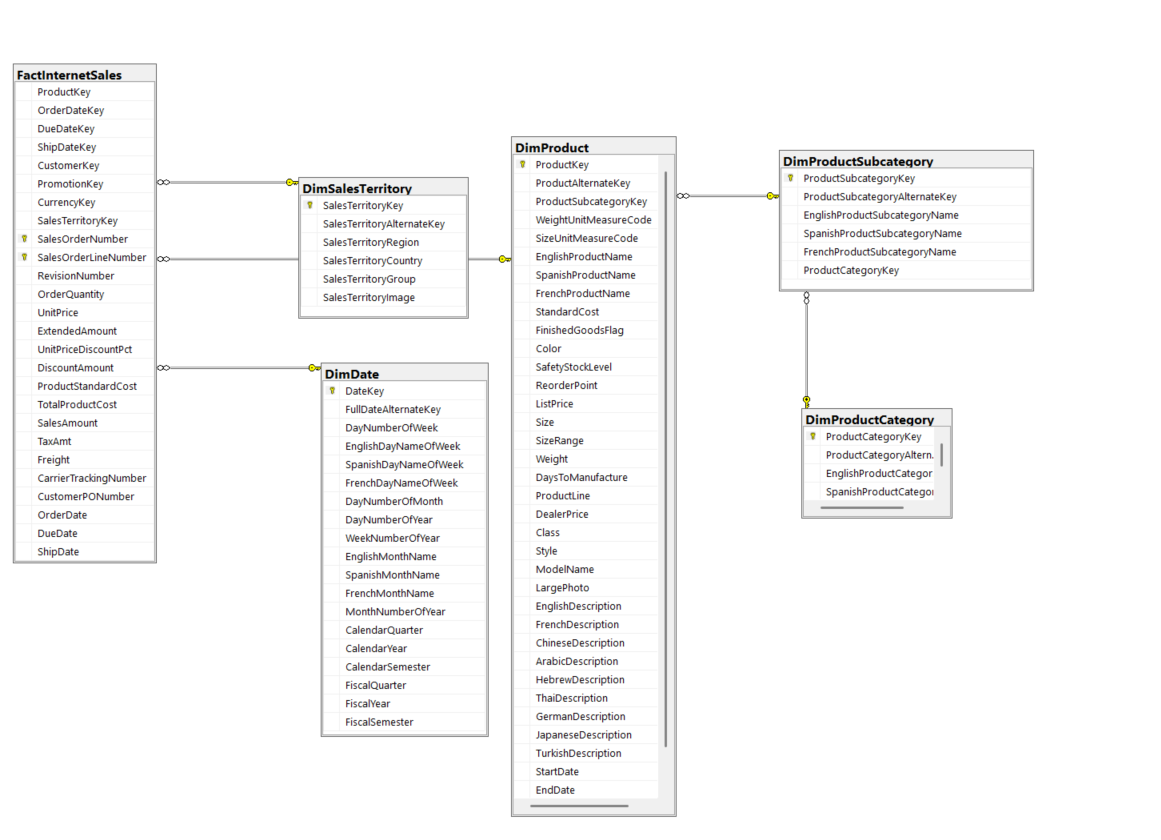 FactInternetSales
ProductKey
OrderDateKey
DueDateKey
ShipDateKey
CustomerKey
PromotionKey
CurrencyKey
SalesTerritoryKey
SalesOrderNumber
SalesOrderLineNumber
RevisionNumber
OrderQuantity
UnitPrice
ExtendedAmount
UnitPriceDiscountPct
DiscountAmount
ProductStandardCost
TotalProductCost
SalesAmount
TaxAmt
Freight
CarrierTrackingNumber
CustomerPONumber
OrderDate
DueDate
ShipDate
DimSalesTerritory
SalesTerritoryKey
SalesTerritoryAlternateKey
SalesTerritoryRegion
SalesTerritoryCountry
SalesTerritoryGroup
SalesTerritoryImage
DimDate
DateKey
FullDateAlternateKey
DayNumberOfWeek
EnglishDayNameOfWeek
SpanishDayNameOfWeek
FrenchDayNameOfWeek
DayNumberOfMonth
DayNumberOfYear
WeekNumberOfYear
EnglishMonthName
SpanishMonthName
FrenchMonthName
MonthNumberOfYear
CalendarQuarter
CalendarYear
CalendarSemester
FiscalQuarter
FiscalYear
FiscalSemester
DimProduct
ProductKey
ProductAlternateKey
ProductSubcategoryKey
WeightUnitMeasureCode
SizeUnitMeasureCode
EnglishProductName
SpanishProductName
FrenchProductName
StandardCost
FinishedGoodsFlag
Color
SafetyStockLevel
ReorderPoint
ListPrice
Size
SizeRange
Weight
DaysToManufacture
ProductLine
DealerPrice
Class
Style
ModelName
LargePhoto
EnglishDescription
FrenchDescription
ChineseDescription
ArabicDescription
HebrewDescription
ThaiDescription
GermanDescription
JapaneseDescription
TurkishDescription
StartDate
EndDate
DimProductSubcategory
ProductSubcategoryKey
ProductSubcategoryAlternateKey
EnglishProductSubcategoryName
SpanishProductSubcategoryName
FrenchProductSubcategoryName
ProductCategoryKey
DimProductCategory
ProductCategoryKey
ProductCategoryAltern.
EnglishProductCategor
SpanishProductCategor